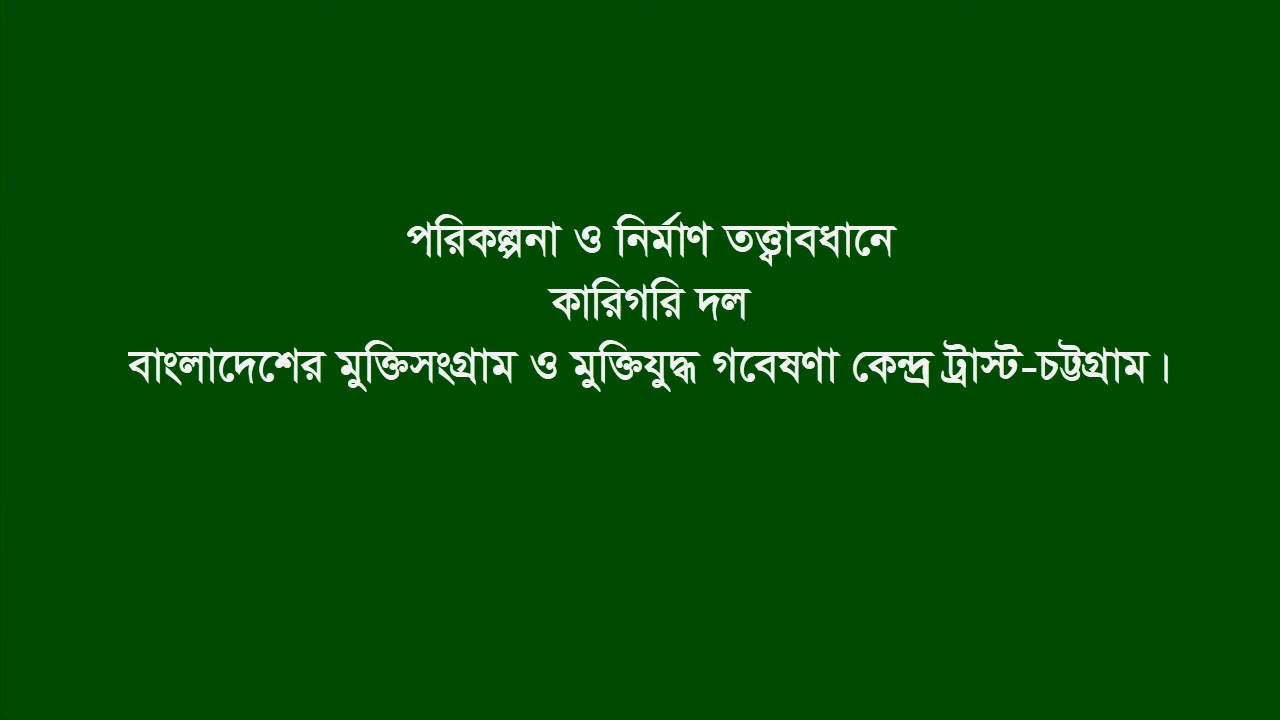 পরিকল্পনা ও নির্মাণ তত্ত্বাবধানে
কারিগরি দল
বাংলাদেশের মুক্তিসংগ্রাম ও মুক্তিযুদ্ধ গবেষণা কেন্দ্র ট্রাস্ট-চট্টগ্রাম।